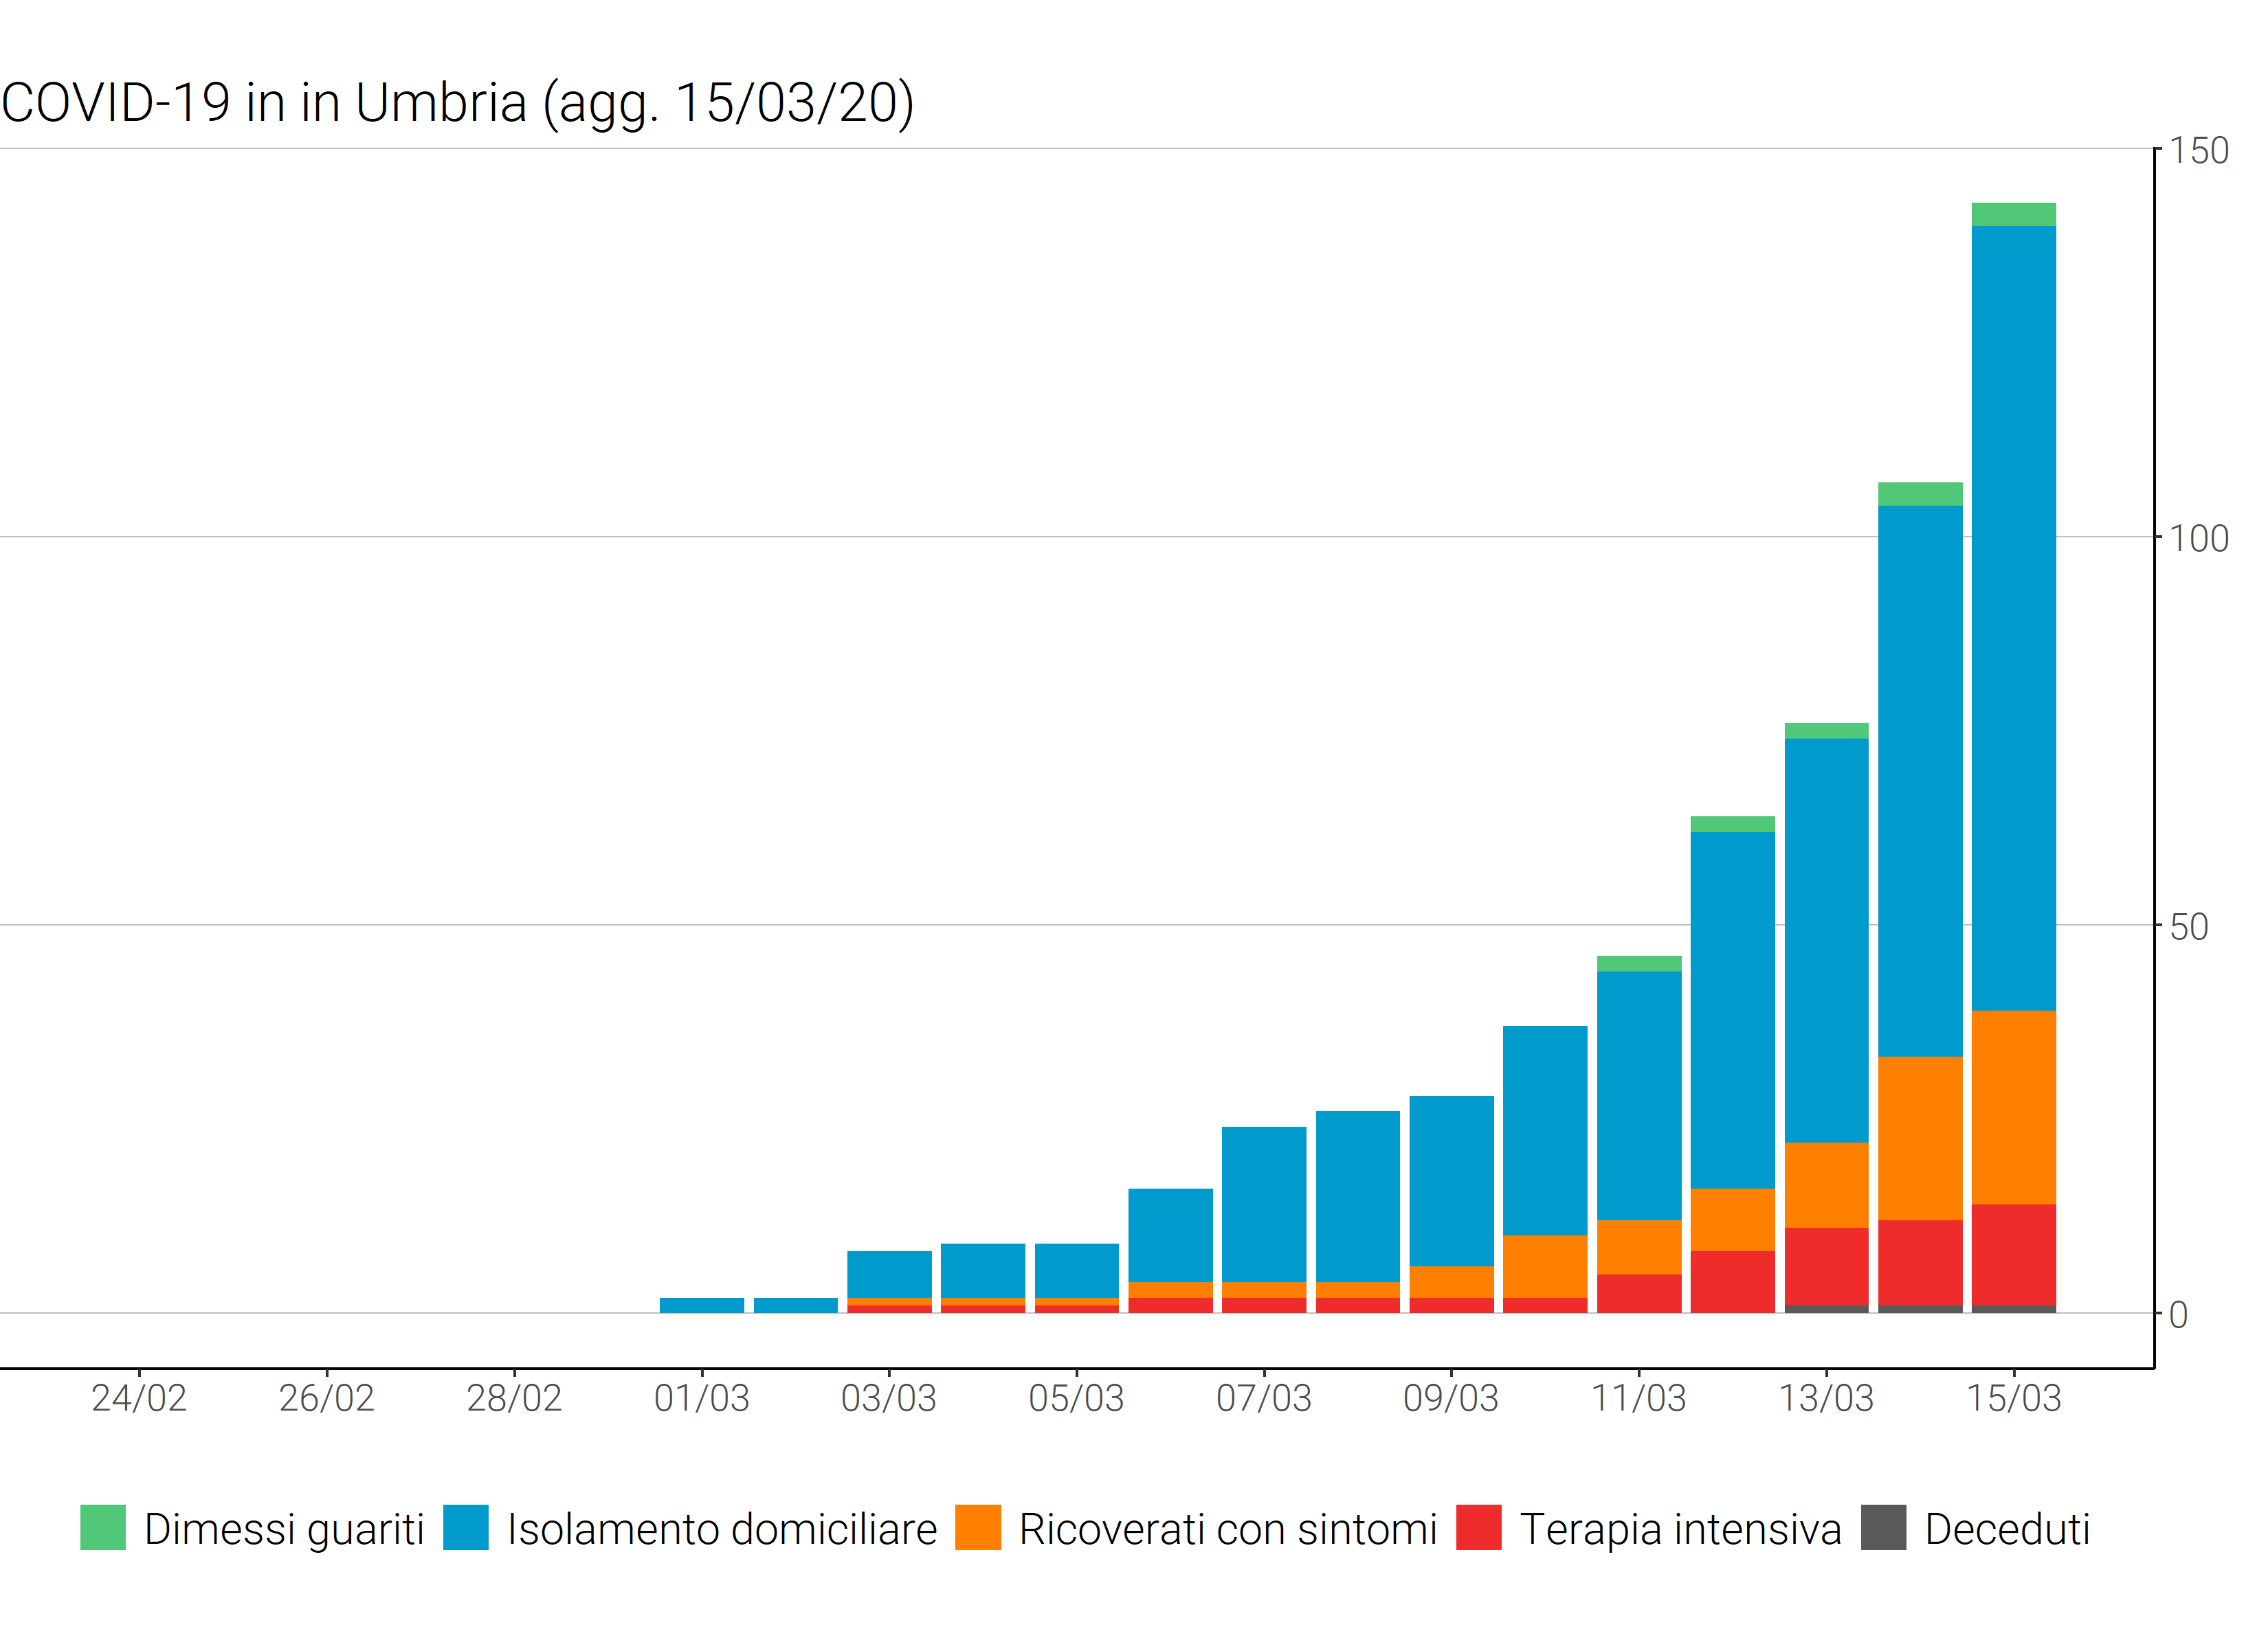 COVID-19 in in Umbria (agg. 15/03/20)
150
100
50
0
24/02 26/02 28/02 01/03 03/03 05/03 07/03 09/03 11/03 13/03 15/03
Dimessi guariti Isolamento domiciliare Ricoverati con sintomi Terapia intensiva Deceduti